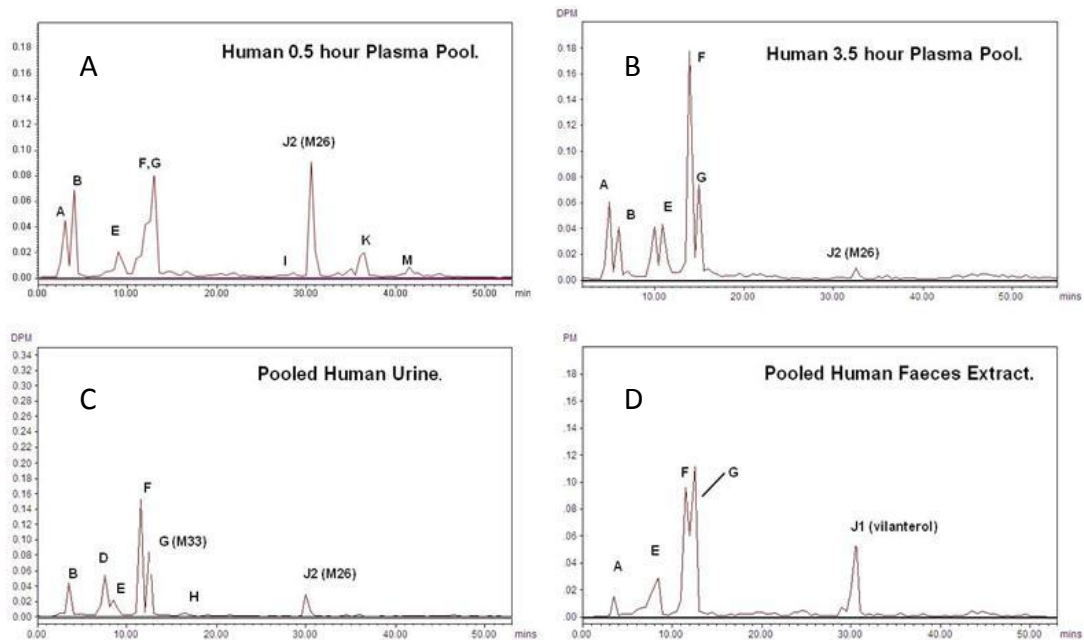 A
Human 0.5 hour Plasma Pool.
0.18
0.16
0.14
0.12
0.10
0.08
0.06
0.04
0.02
0.00
A
B
E
F,G
I
J2 (M26)
K
M
0.00 10.00 20.00 30.00 40.00 50.00 min
DPM
B
Human 3.5 hour Plasma Pool.
0.18
0.16
0.14
0.12
0.10
0.08
0.06
0.04
0.02
0.00
A
B
E
F
G
J2 (M26)
10.00 20.00 30.00 40.00 50.00 mins
DPM
C
Pooled Human Urine.
0.34
0.32
0.30
0.28
0.26
0.24
0.22
0.20
0.18
0.16
0.14
0.12
0.10
0.08
0.06
0.04
0.02
0.00
B
D
E
F
G (M33)
H
J2 (M26)
0.00 10.00 20.00 30.00 40.00 50.00 mins
PM
D
Pooled Human Faeces Extract.
.18
.16
.14
.12
.10
.08
.06
.04
.02
.00
A
E
F
G
J1 (vilanterol)
0.00 10.00 20.00 30.00 40.00 50.00 mins